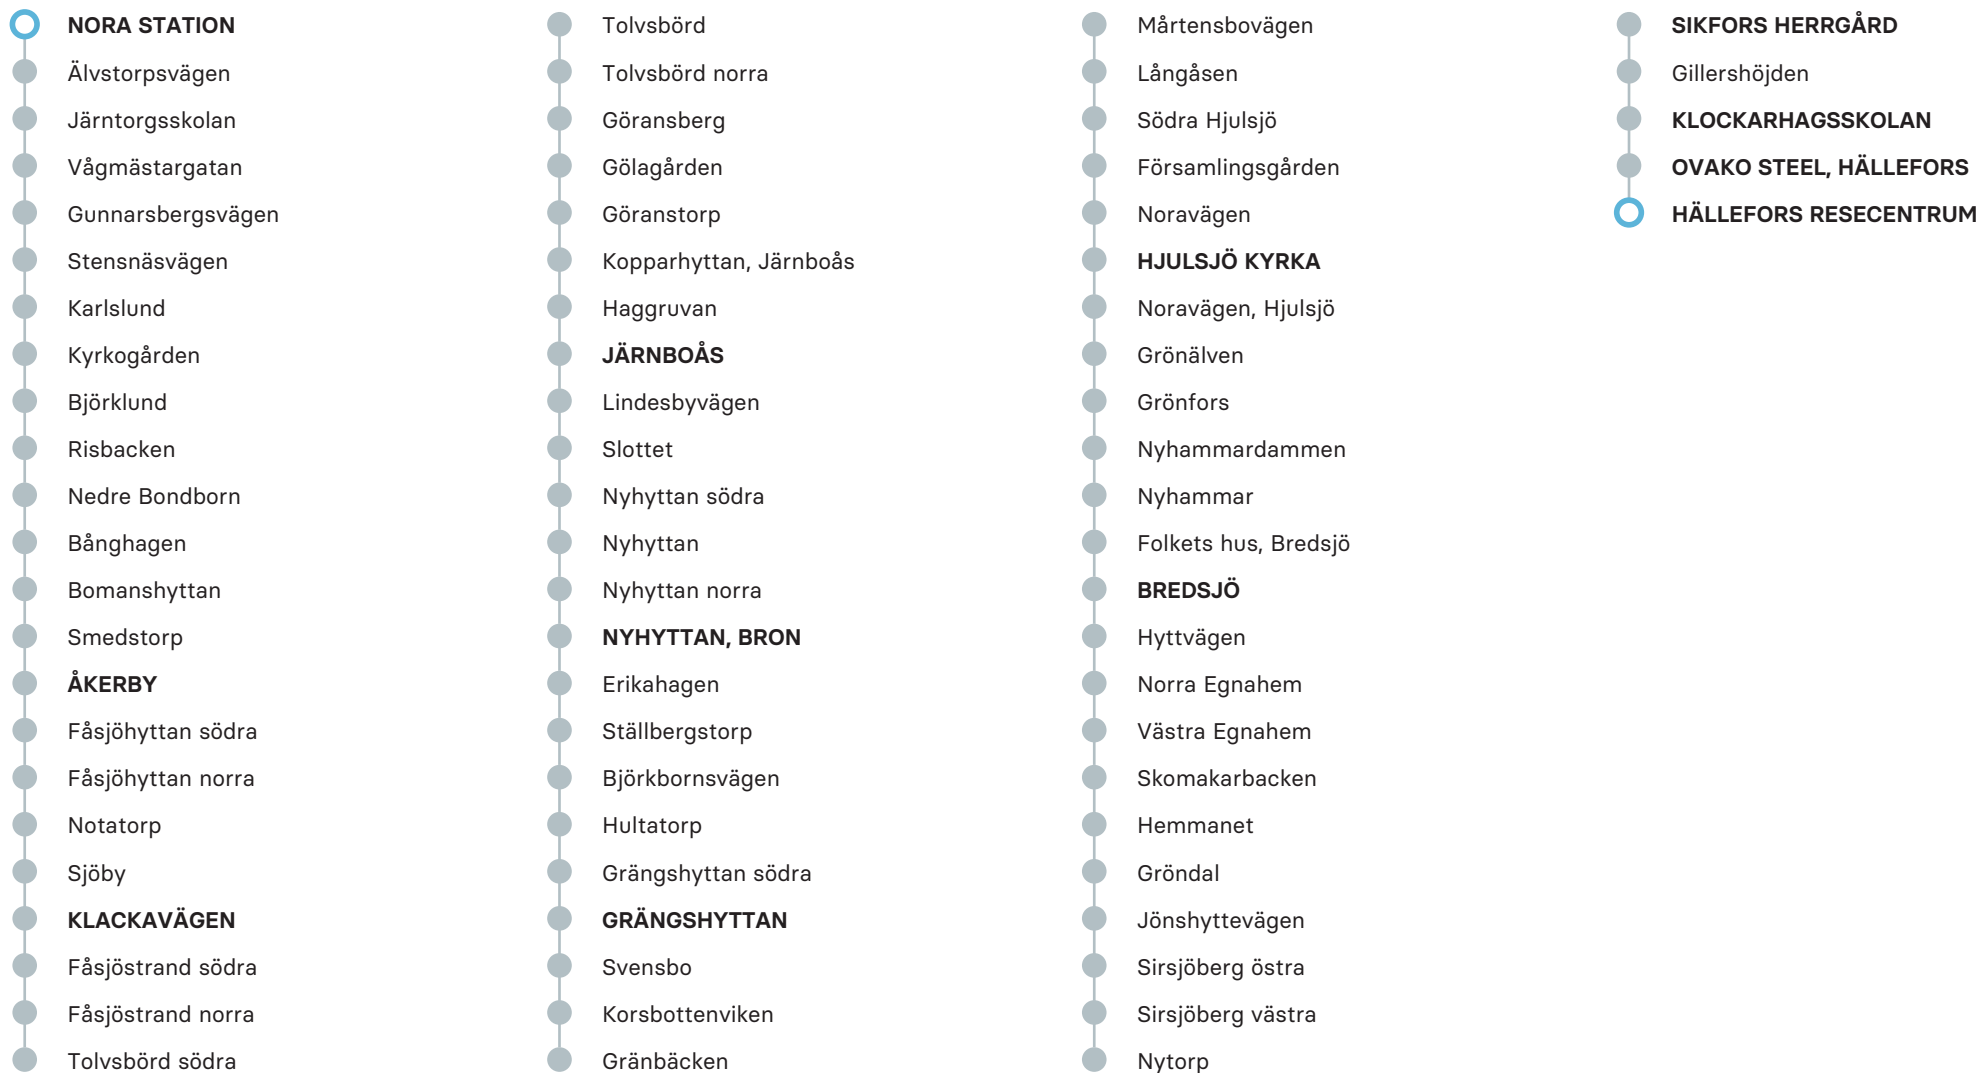 NORA STATION
Älvstorpsvägen
Järntorgsskolan
Vågmästargatan
Gunnarsbergsvägen
Stensnäsvägen
Karlslund
Kyrkogården
Björklund
Risbacken
Nedre Bondborn
Bånghagen
Bomanshyttan
Smedstorp
ÅKERBY
Fåsjöhyttan södra
Fåsjöhyttan norra
Notatorp
Sjöby
KLACKAVÄGEN
Fåsjöstrand södra
Fåsjöstrand norra
Tolvsbörd södra
Tolvsbörd
Tolvsbörd norra
Göransberg
Gölagården
Göranstorp
Kopparhyttan, Järnboås
Haggruvan
JÄRNBOÅS
Lindesbyvägen
Slottet
Nyhyttan södra
Nyhyttan
Nyhyttan norra
NYHYTTAN, BRON
Erikahagen
Ställbergstorp
Björkbornsvägen
Hultatorp
Grängshyttan södra
GRÄNGSHYTTAN
Svensbo
Korsbottenviken
Gränbäcken
Mårtensbovägen
Långåsen
Södra Hjulsjö
Församlingsgården
Noravägen
HJULSJÖ KYRKA
Noravägen, Hjulsjö
Grönälven
Grönfors
Nyhammardammen
Nyhammar
Folkets hus, Bredsjö
BREDSJÖ
Hyttvägen
Norra Egnahem
Västra Egnahem
Skomakarbacken
Hemmanet
Gröndal
Jönshyttevägen
Sirsjöberg östra
Sirsjöberg västra
Nytorp
SIKFORS HERRGÅRD
Gillershöjden
KLOCKARHAGSSKOLAN
OVAKO STEEL, HÄLLEFORS
HÄLLEFORS RESECENTRUM